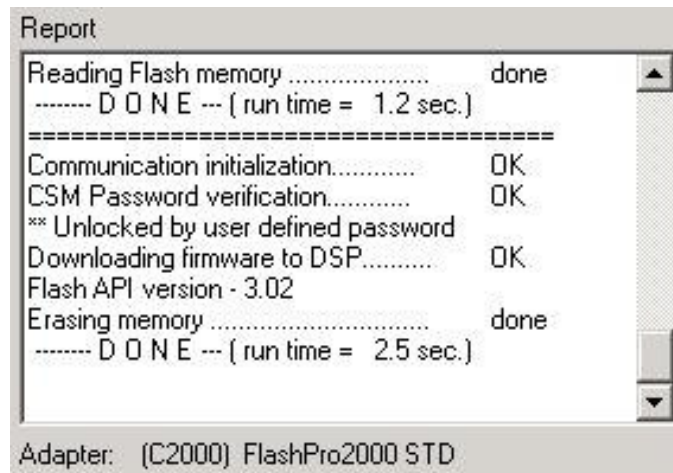 Report
Reading Flash memory .................... done
-------- D O N E --- ( run time =   1.2 sec.)
======================================
Communication initialization............ OK
CSM Password verification............ OK
** Unlocked by user defined password
Downloading firmware to DSP.......... OK
Flash API version - 3.02
Erasing memory ............................... done
-------- D O N E --- ( run time =   2.5 sec.)
Adapter:   (C2000)  FlashPro2000 STD